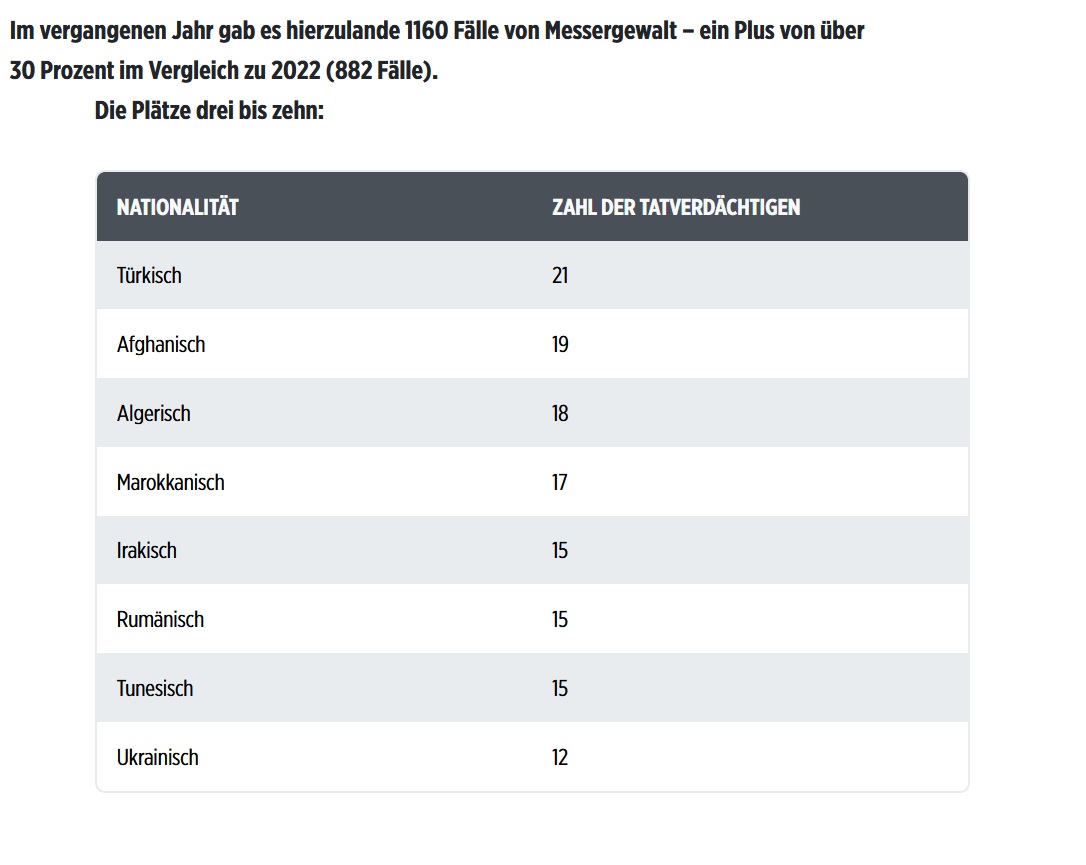 Im vergangenen Jahr gab es hierzulande 1160 Fälle von Messergewalt – ein Plus von über
30 Prozent im Vergleich zu 2022 (882 Fälle).
Die Plätze drei bis zehn:
NATIONALITÄT ZAHL DER TATVERDÄCHTIGEN
Türkisch 21
Afghanisch 19
Algerisch 18
Marokkanisch 17
Irakisch 15
Rumänisch 15
Tunesisch 15
Ukrainisch 12